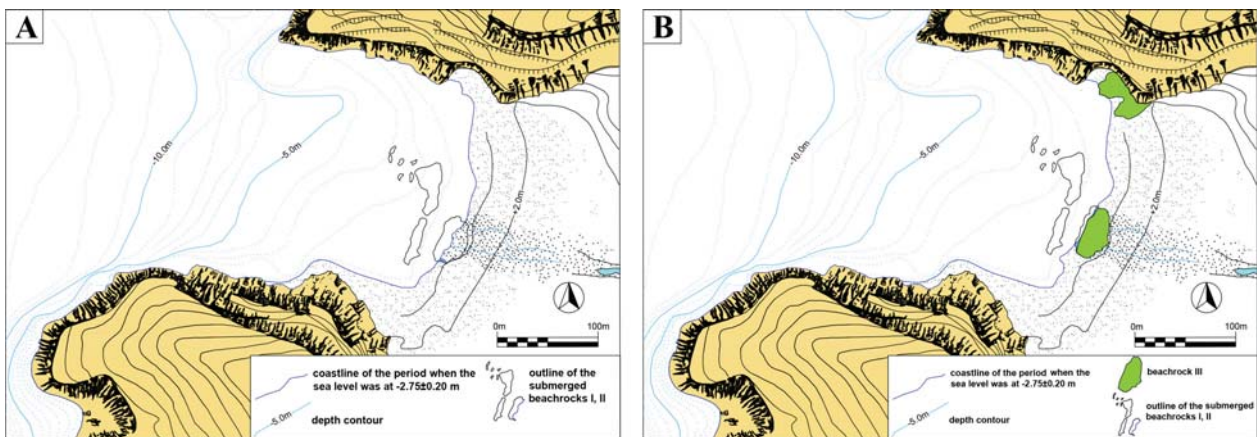 A
-10.0m
-5.0m
+2.0m
0m 100m
coastline of the period when the
sea level was at -2.75±0.20 m
-5.0m
depth contour
outline of the
submerged
beachrocks I, II
B
-10.0m
-5.0m
+2.0m
0m 100m
coastline of the period when the
sea level was at -2.75±0.20 m
-5.0m
depth contour
beachrock III
outline of the submerged
beachrocks I, II